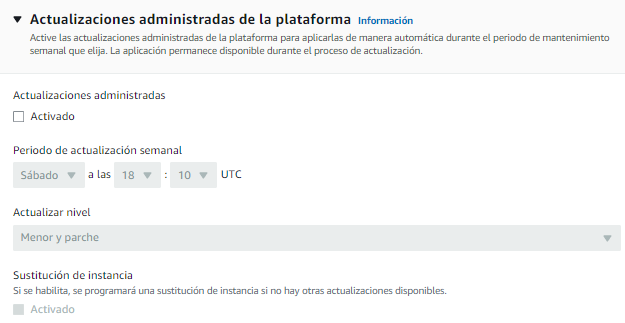 Actualizaciones administradas de la plataforma Información
Active las actualizaciones administradas de la plataforma para aplicarlas de manera automática durante el periodo de mantenimiento
semanal que elija. La aplicación permanece disponible durante el proceso de actualización.
Actualizaciones administradas
Activado
Periodo de actualización semanal
Sábado a las 18 : 10 UTC
Actualizar nivel
Menor y parche
Sustitución de instancia
Si se habilita, se programará una sustitución de instancia si no hay otras actualizaciones disponibles.
Activado